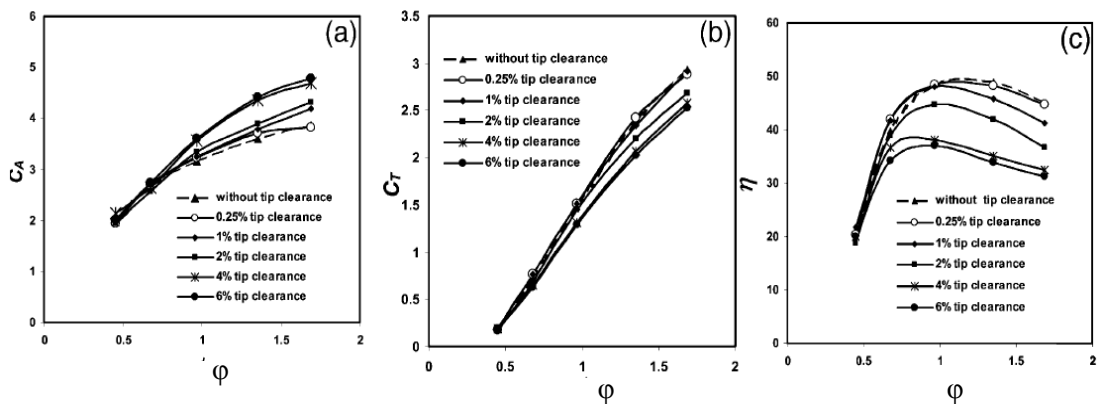 (a)
6
5
4
3
2
1
0
C_A
0 0.5 1 1.5 2
φ
without tip clearance
0.25% tip clearance
1% tip clearance
2% tip clearance
4% tip clearance
6% tip clearance
(b)
3.5
3
2.5
2
1.5
1
0.5
0
C_T
0 0.5 1 1.5 2
φ
without tip clearance
0.25% tip clearance
1% tip clearance
2% tip clearance
4% tip clearance
6% tip clearance
(c)
60
50
40
30
20
10
0
η
0 0.5 1 1.5 2
φ
without tip clearance
0.25% tip clearance
1% tip clearance
2% tip clearance
4% tip clearance
6% tip clearance